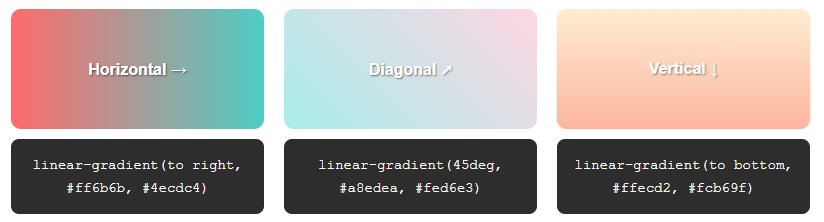 Horizontal →
Diagonal ↗
Vertical ↓
linear-gradient(to right,
#ff6b6b, #4ecdc4)
linear-gradient(45deg,
#a8edea, #fed6e3)
linear-gradient(to bottom,
#ffecd2, #fcb69f)